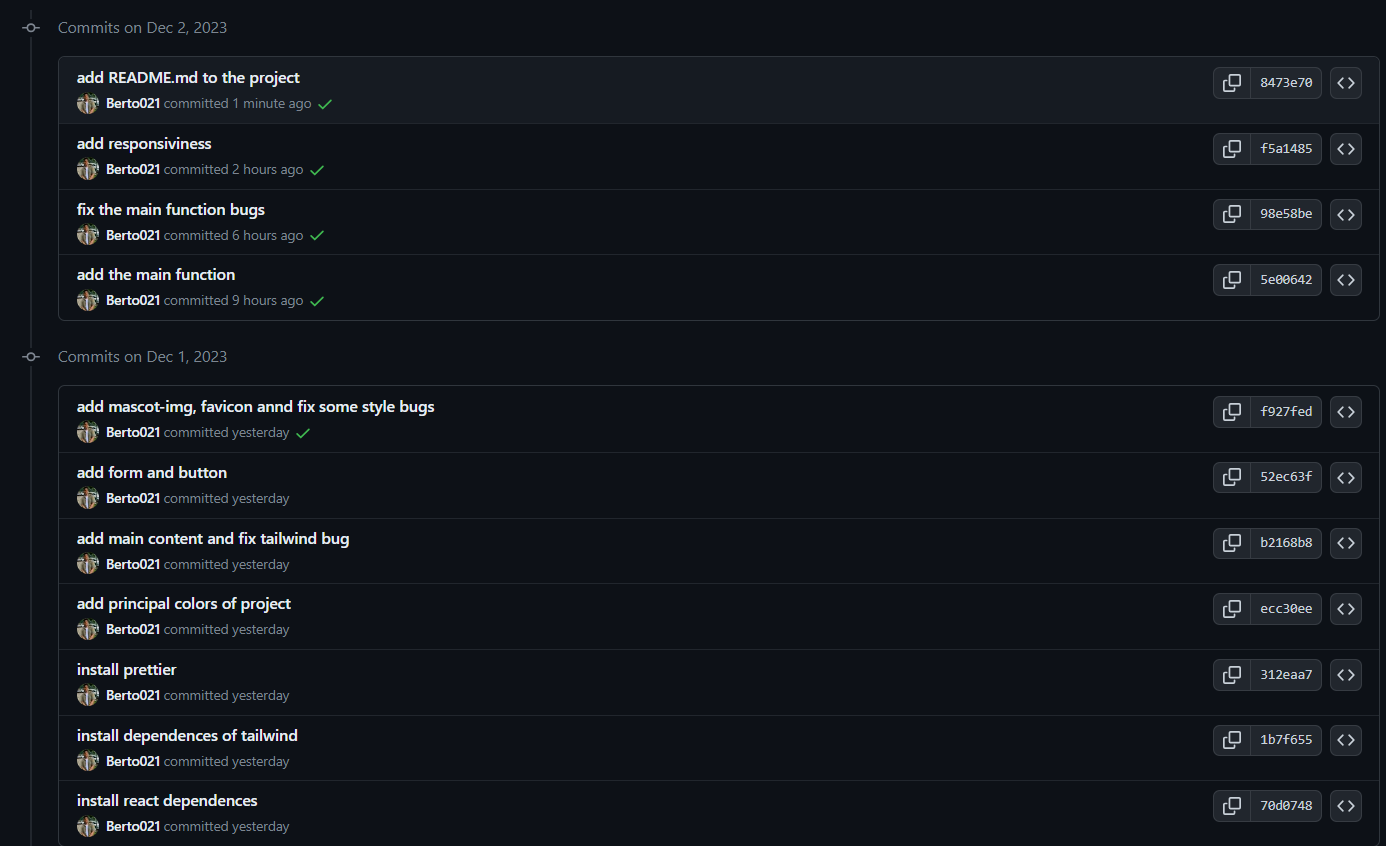 Commits on Dec 2, 2023
add README.md to the project
8473e70
Berto021 committed 1 minute ago
add responsiviness
f5a1485
Berto021 committed 2 hours ago
fix the main function bugs
98e58be
Berto021 committed 6 hours ago
add the main function
5e00642
Berto021 committed 9 hours ago
Commits on Dec 1, 2023
add mascot-img, favicon annd fix some style bugs
f927fed
Berto021 committed yesterday
add form and button
52ec63f
Berto021 committed yesterday
add main content and fix tailwind bug
b2168b8
Berto021 committed yesterday
add principal colors of project
ecc30ee
Berto021 committed yesterday
install prettier
312eaa7
Berto021 committed yesterday
install dependences of tailwind
1b7f655
Berto021 committed yesterday
install react dependences
70d0748
Berto021 committed yesterday